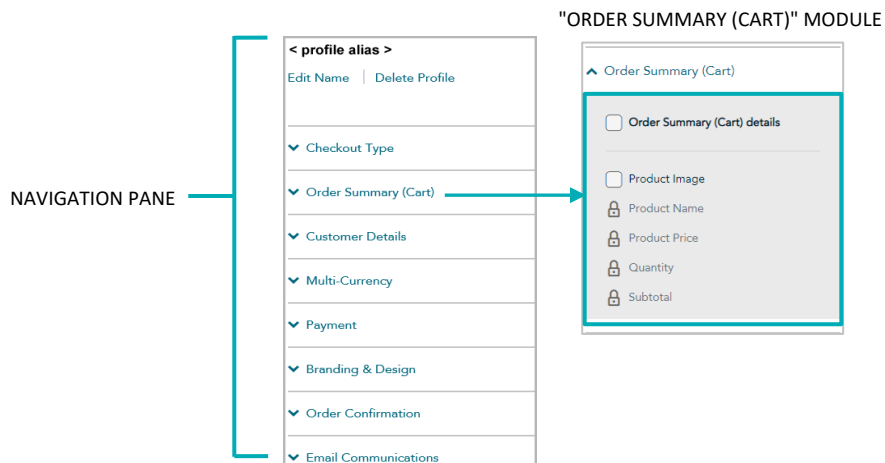 "ORDER SUMMARY (CART)" MODULE
< profile alias >
Edit Name | Delete Profile
Checkout Type
Order Summary (Cart)
Customer Details
Multi-Currency
Payment
Branding & Design
Order Confirmation
Email Communications
NAVIGATION PANE
Order Summary (Cart)
Order Summary (Cart) details
Product Image
Product Name
Product Price
Quantity
Subtotal